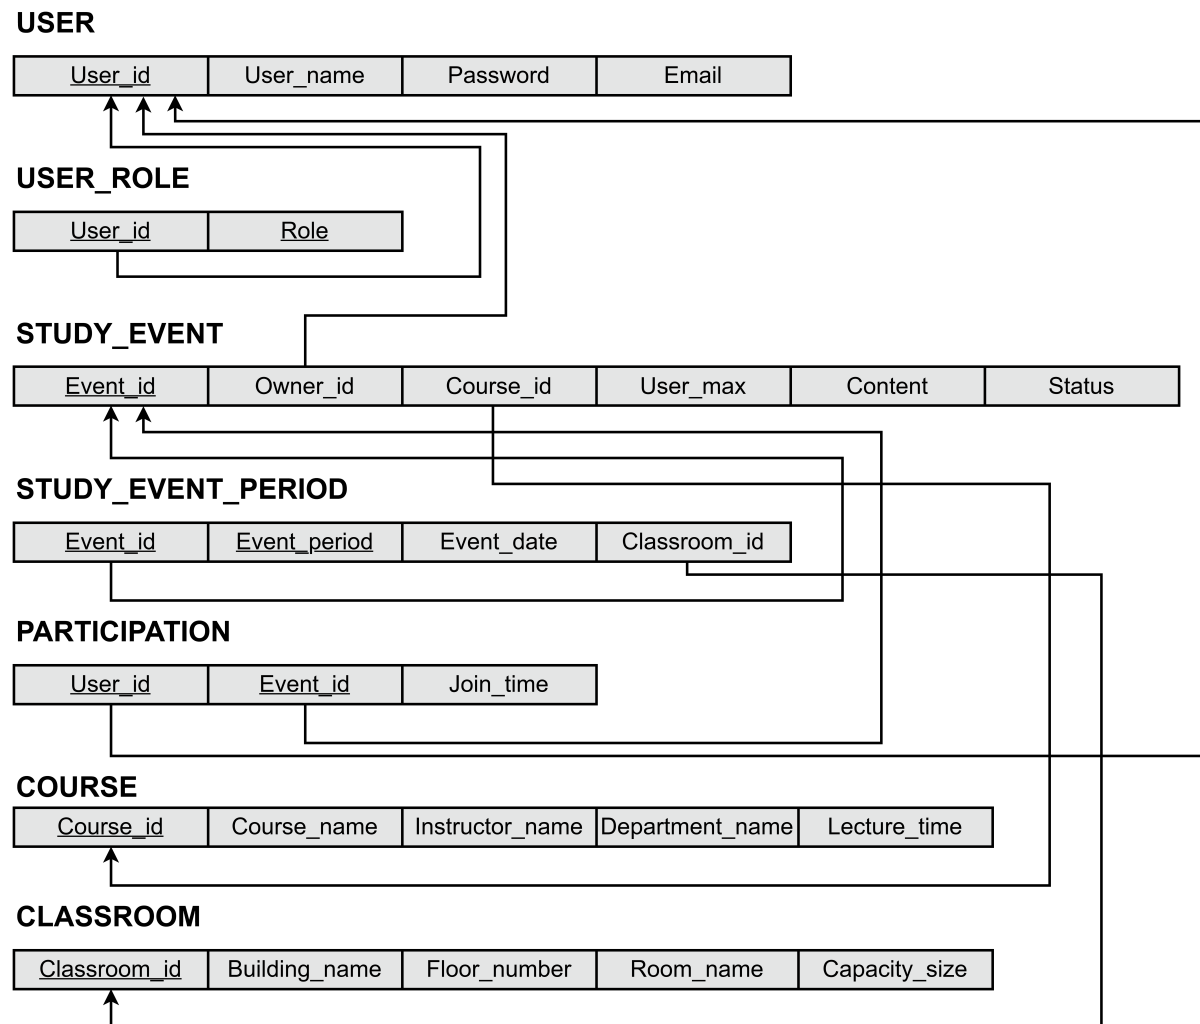 USER
User_id User_name Password Email
USER_ROLE
User_id Role
STUDY_EVENT
Event_id Owner_id Course_id User_max Content Status
STUDY_EVENT_PERIOD
Event_id Event_period Event_date Classroom_id
PARTICIPATION
User_id Event_id Join_time
COURSE
Course_id Course_name Instructor_name Department_name Lecture_time
CLASSROOM
Classroom_id Building_name Floor_number Room_name Capacity_size